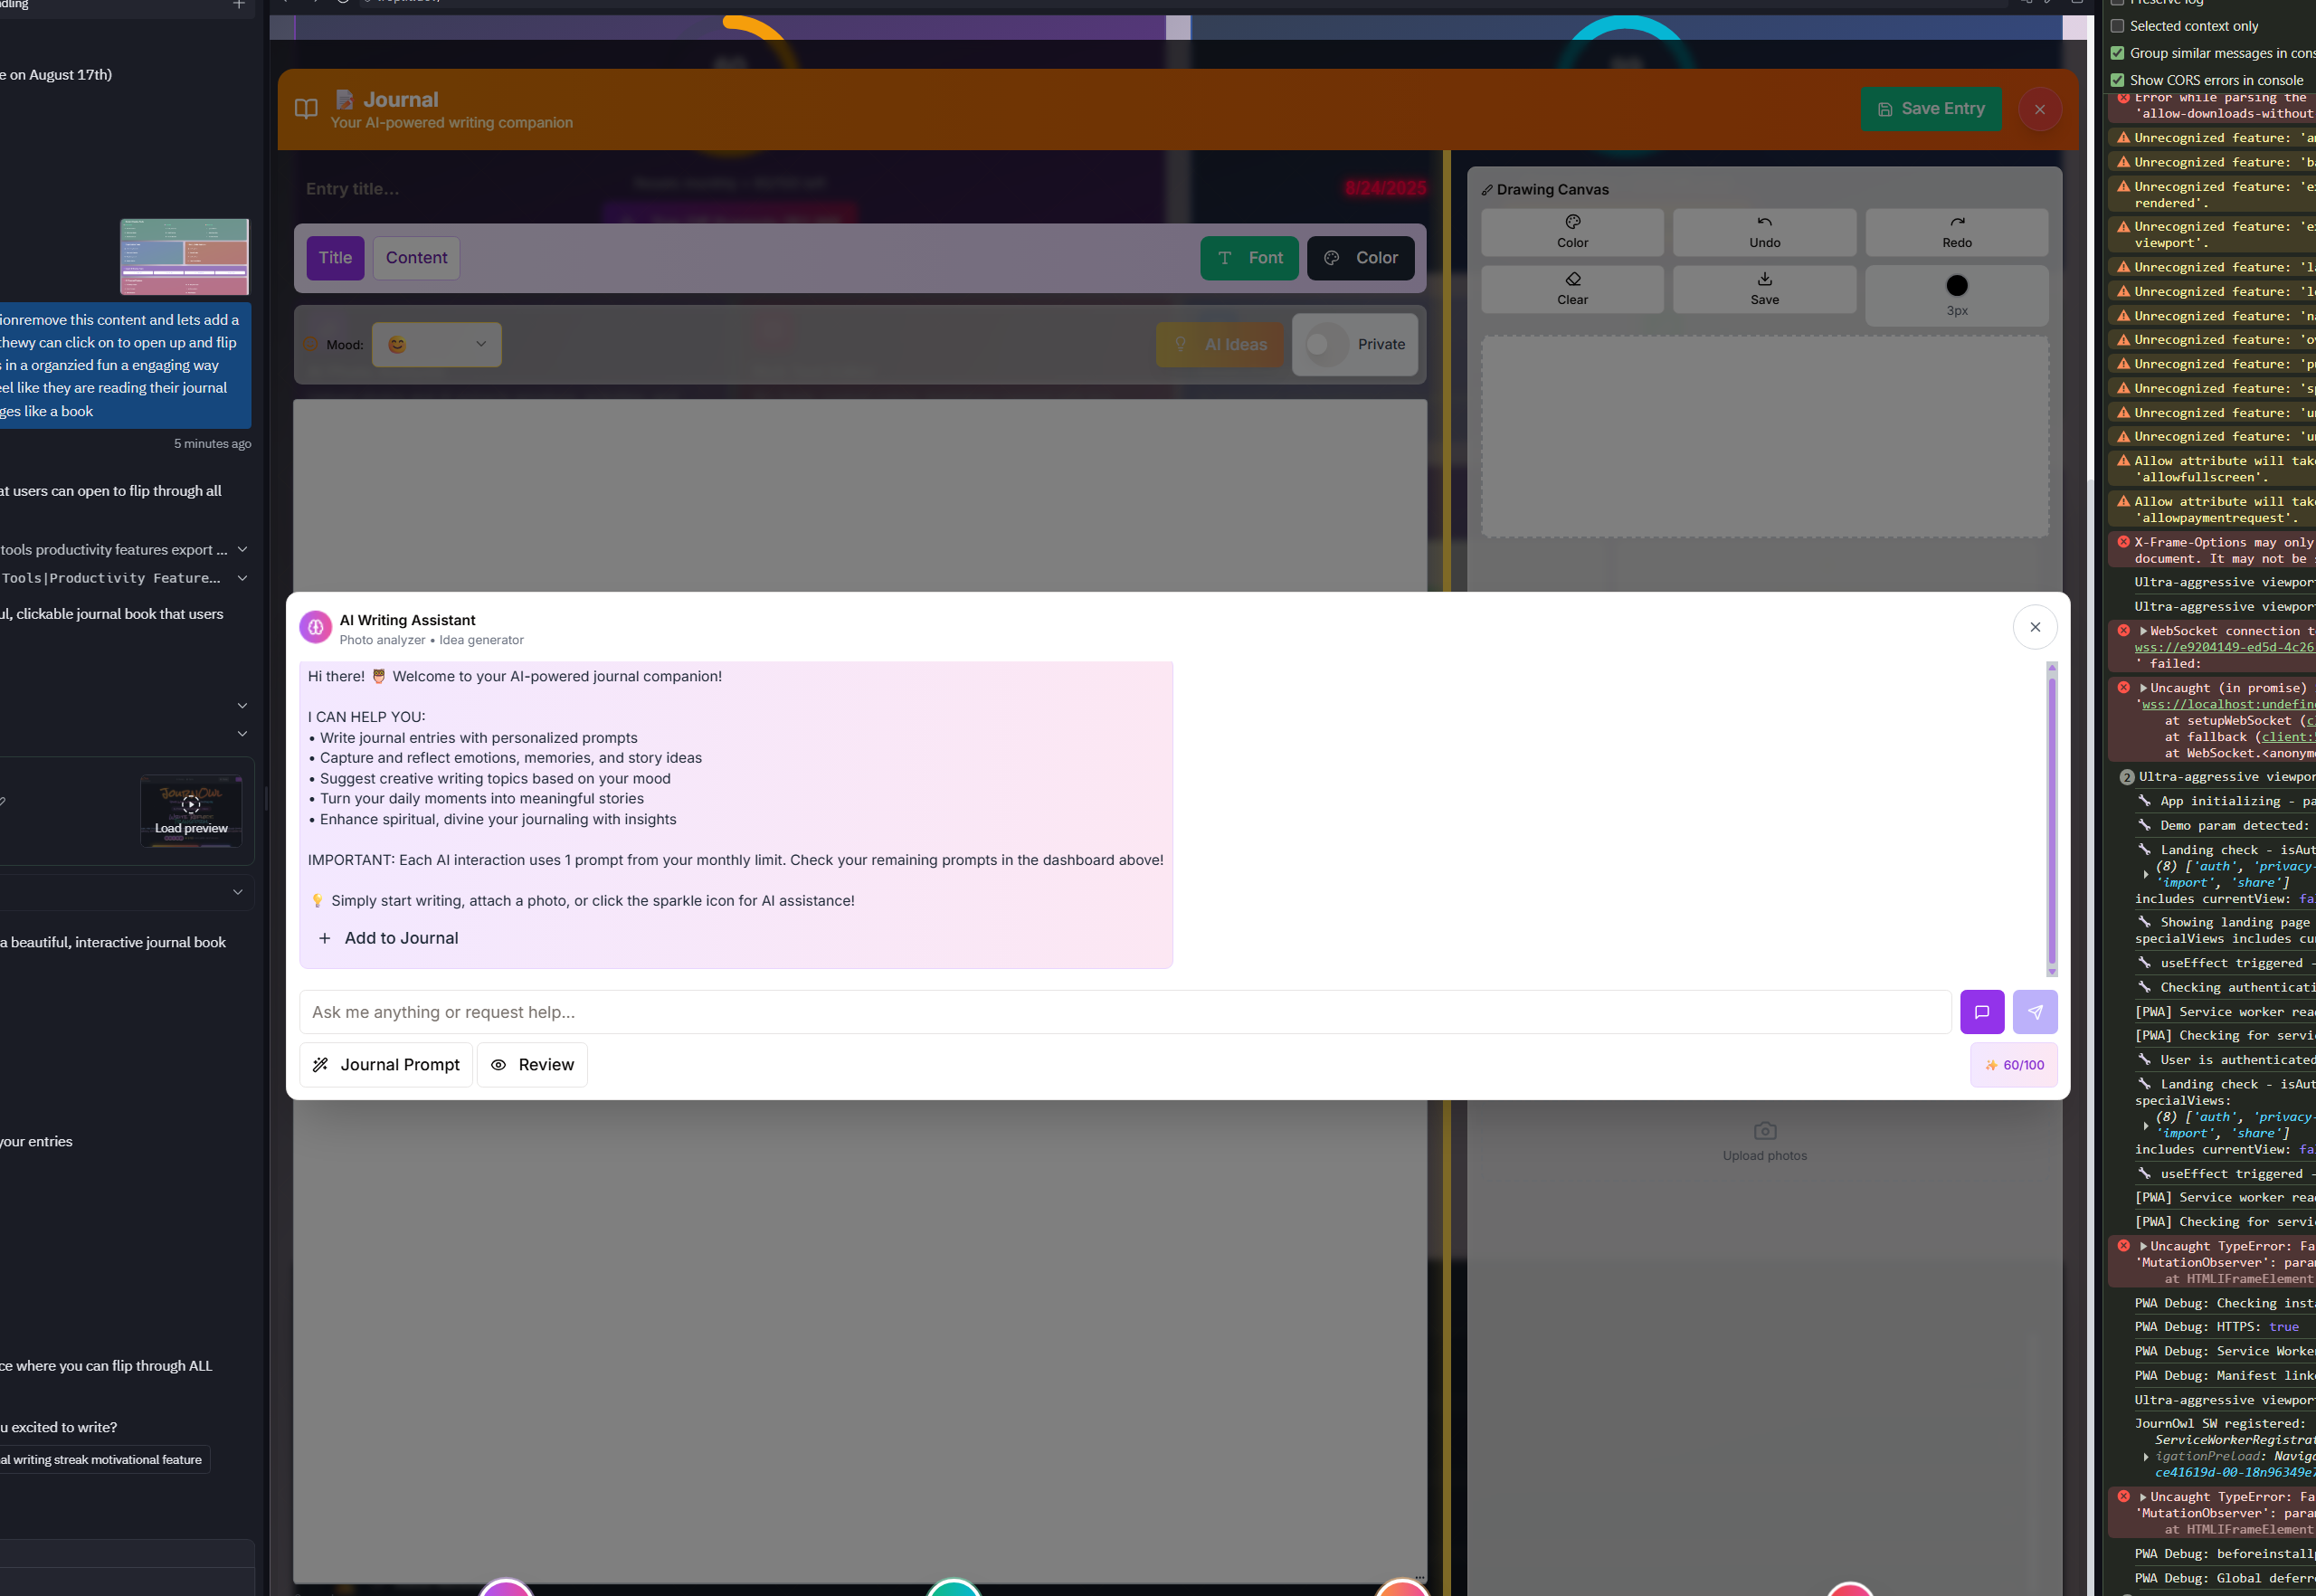 e on August 17th)
ionremove this content and lets add a
thewy can click on to open up and flip
s in a organzied fun a engaging way
eel like they are reading their journal
ges like a book
5 minutes ago
at users can open to flip through all
tools productivity features export ...
Tools|Productivity Feature...
ul, clickable journal book that users
Load preview
a beautiful, interactive journal book
your entries
ce where you can flip through ALL
u excited to write?
al writing streak motivational feature
Journal
Your AI-powered writing companion
Save Entry
Entry title...
8/24/2025
Title
Content
Font
Color
Mood:
AI Ideas
Private
Drawing Canvas
Color
Undo
Redo
Clear
Save
3px
AI Writing Assistant
Photo analyzer • Idea generator
Hi there! 🦉 Welcome to your AI-powered journal companion!
I CAN HELP YOU:
• Write journal entries with personalized prompts
• Capture and reflect emotions, memories, and story ideas
• Suggest creative writing topics based on your mood
• Turn your daily moments into meaningful stories
• Enhance spiritual, divine your journaling with insights
IMPORTANT: Each AI interaction uses 1 prompt from your monthly limit. Check your remaining prompts in the dashboard above!
💡 Simply start writing, attach a photo, or click the sparkle icon for AI assistance!
Add to Journal
Ask me anything or request help...
Journal Prompt
Review
60/100
Upload photos
Selected context only
Group similar messages in cons
Show CORS errors in console
Error while parsing the
'allow-downloads-without
Unrecognized feature: 'a
Unrecognized feature: 'ba
Unrecognized feature: 'e
rendered'.
Unrecognized feature: 'e
viewport'.
Unrecognized feature: 'l
Unrecognized feature: 'l
Unrecognized feature: 'na
Unrecognized feature: 'o
Unrecognized feature: 'p
Unrecognized feature: 'sp
Unrecognized feature: 'u
Unrecognized feature: 'u
Allow attribute will take
'allowfullscreen'.
Allow attribute will take
'allowpaymentrequest'.
X-Frame-Options may only
document. It may not be s
Ultra-aggressive viewpor
Ultra-aggressive viewpor
WebSocket connection t
wss://e9204149-ed5d-4c26
' failed:
Uncaught (in promise)
'wss://localhost:undefin
at setupWebSocket (c
at fallback (client:
at WebSocket.<anonym
2 Ultra-aggressive viewpor
App initializing - pa
Demo param detected:
Landing check - isAut
(8) ['auth', 'privacy-
'import', 'share']
includes currentView: fa
Showing landing page
specialViews includes cu
useEffect triggered -
Checking authenticati
[PWA] Service worker rea
[PWA] Checking for servi
User is authenticated
Landing check - isAut
specialViews:
(8) ['auth', 'privacy-
'import', 'share']
includes currentView: fa
useEffect triggered -
[PWA] Service worker rea
[PWA] Checking for servi
Uncaught TypeError: Fa
'MutationObserver': para
at HTMLIFrameElement
PWA Debug: Checking inst
PWA Debug: HTTPS: true
PWA Debug: Service Worke
PWA Debug: Manifest link
Ultra-aggressive viewpor
JournOwl SW registered:
ServiceWorkerRegistrat
igationPreload: Naviga
ce41619d-00-18n96349e
Uncaught TypeError: Fa
'MutationObserver': para
at HTMLIFrameElement
PWA Debug: beforeinstall
PWA Debug: Global deferr